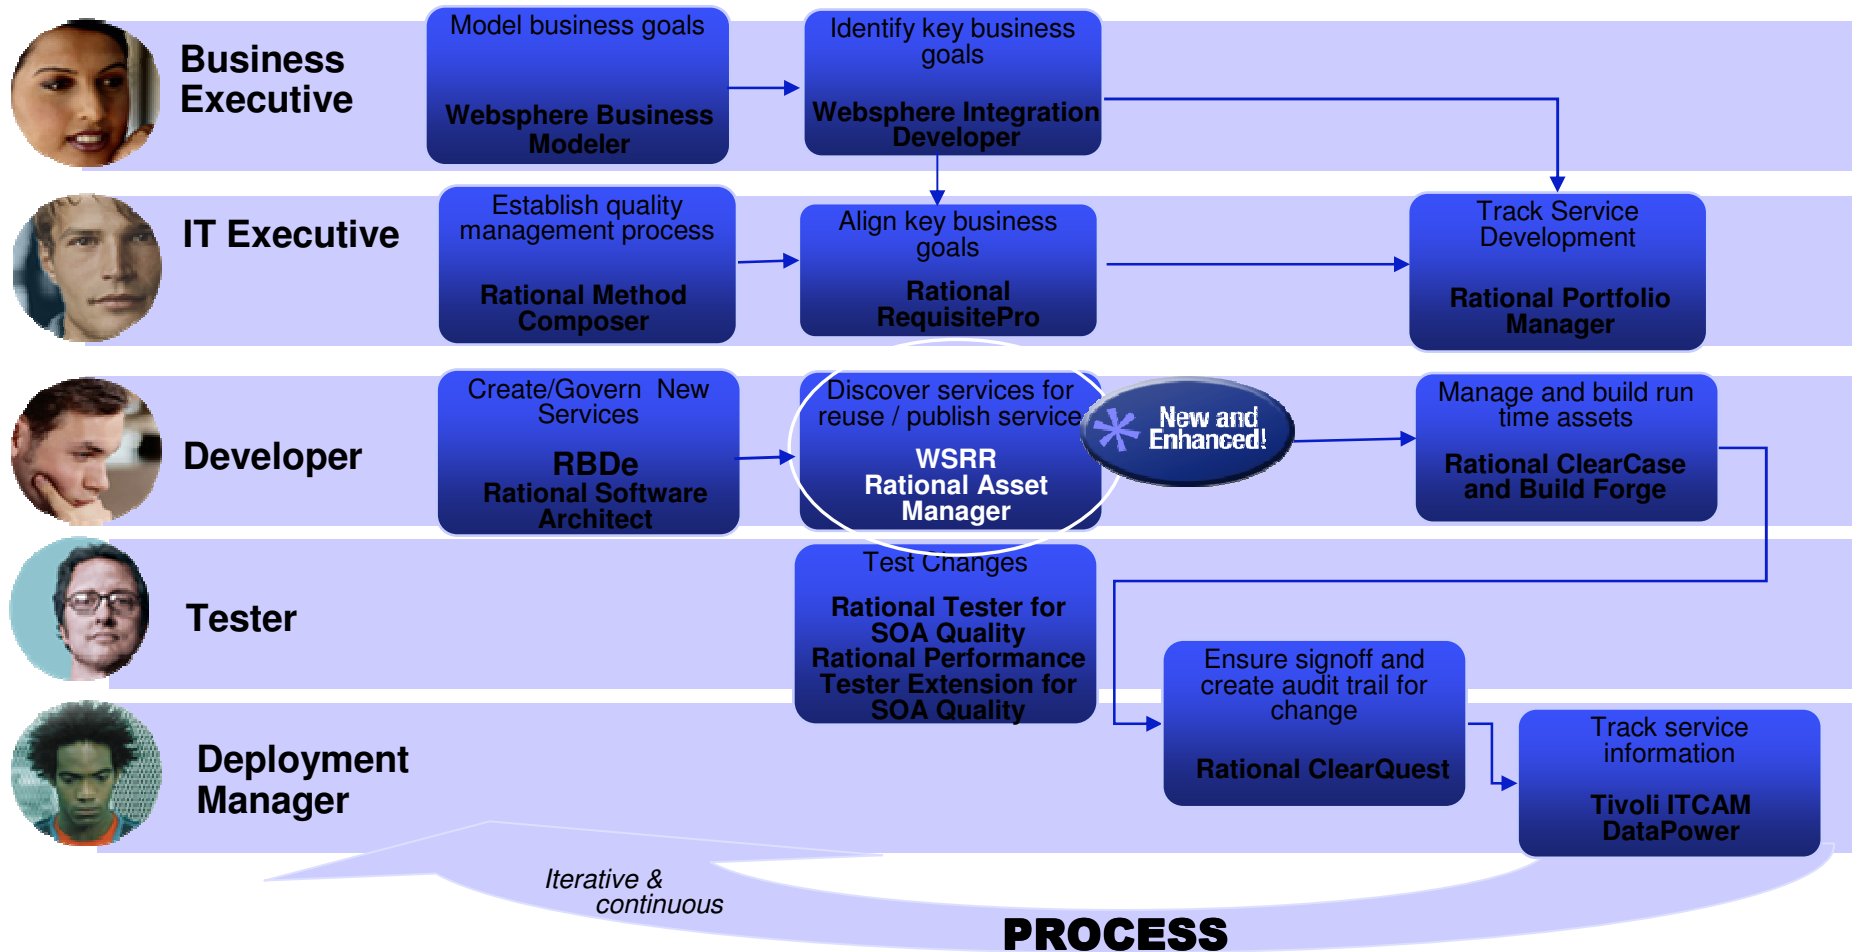 Business
Executive
Model business goals
Websphere Business
Modeler
Identify key business
goals
Websphere Integration
Developer
IT Executive
Establish quality
management process
Rational Method
Composer
Align key business
goals
Rational
RequisitePro
Track Service
Development
Rational Portfolio
Manager
Developer
Create/Govern New
Services
RBDe
Rational Software
Architect
Discover services for
reuse / publish service
WSRR
Rational Asset
Manager
New and
Enhanced!
Manage and build run
time assets
Rational ClearCase
and Build Forge
Tester
Test Changes
Rational Tester for
SOA Quality
Rational Performance
Tester Extension for
SOA Quality
Ensure signoff and
create audit trail for
change
Rational ClearQuest
Deployment
Manager
Track service
information
Tivoli ITCAM
DataPower
Iterative &
continuous
PROCESS